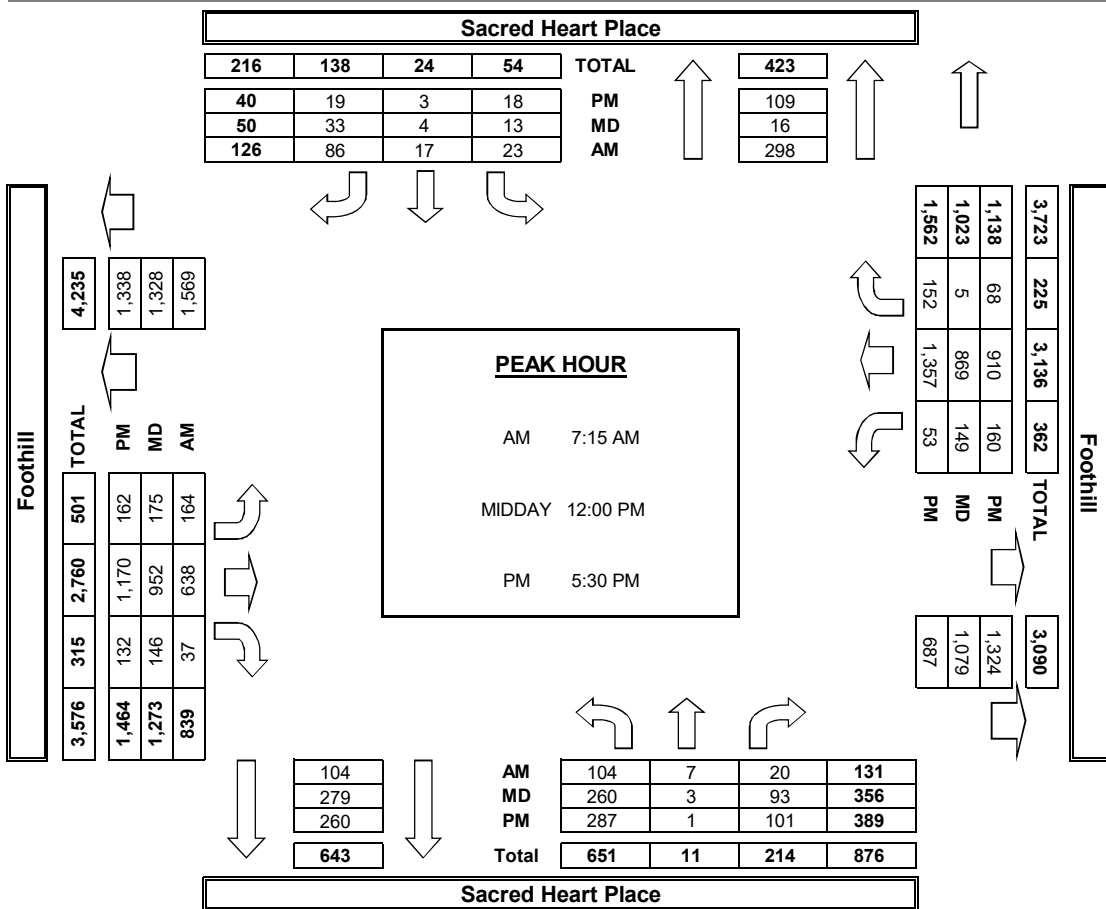 Sacred Heart Place
216 138 24 54 TOTAL 423
40 19 3 18 PM 109
50 33 4 13 MD 16
126 86 17 23 AM 298
Foothill
4,235 1,338 1,328 1,569
TOTAL PM MD AM
501 162 175 164
2,760 1,170 952 638
315 132 146 37
3,576 1,464 1,273 839
PEAK HOUR
AM 7:15 AM
MIDDAY 12:00 PM
PM 5:30 PM
1,562 1,023 1,138 3,723
152 5 68 225
1,357 869 910 3,136
53 149 160 362
PM MD PM TOTAL
687 1,079 1,324 3,090
Foothill
104 AM 104 7 20 131
279 MD 260 3 93 356
260 PM 287 1 101 389
643 Total 651 11 214 876
Sacred Heart Place